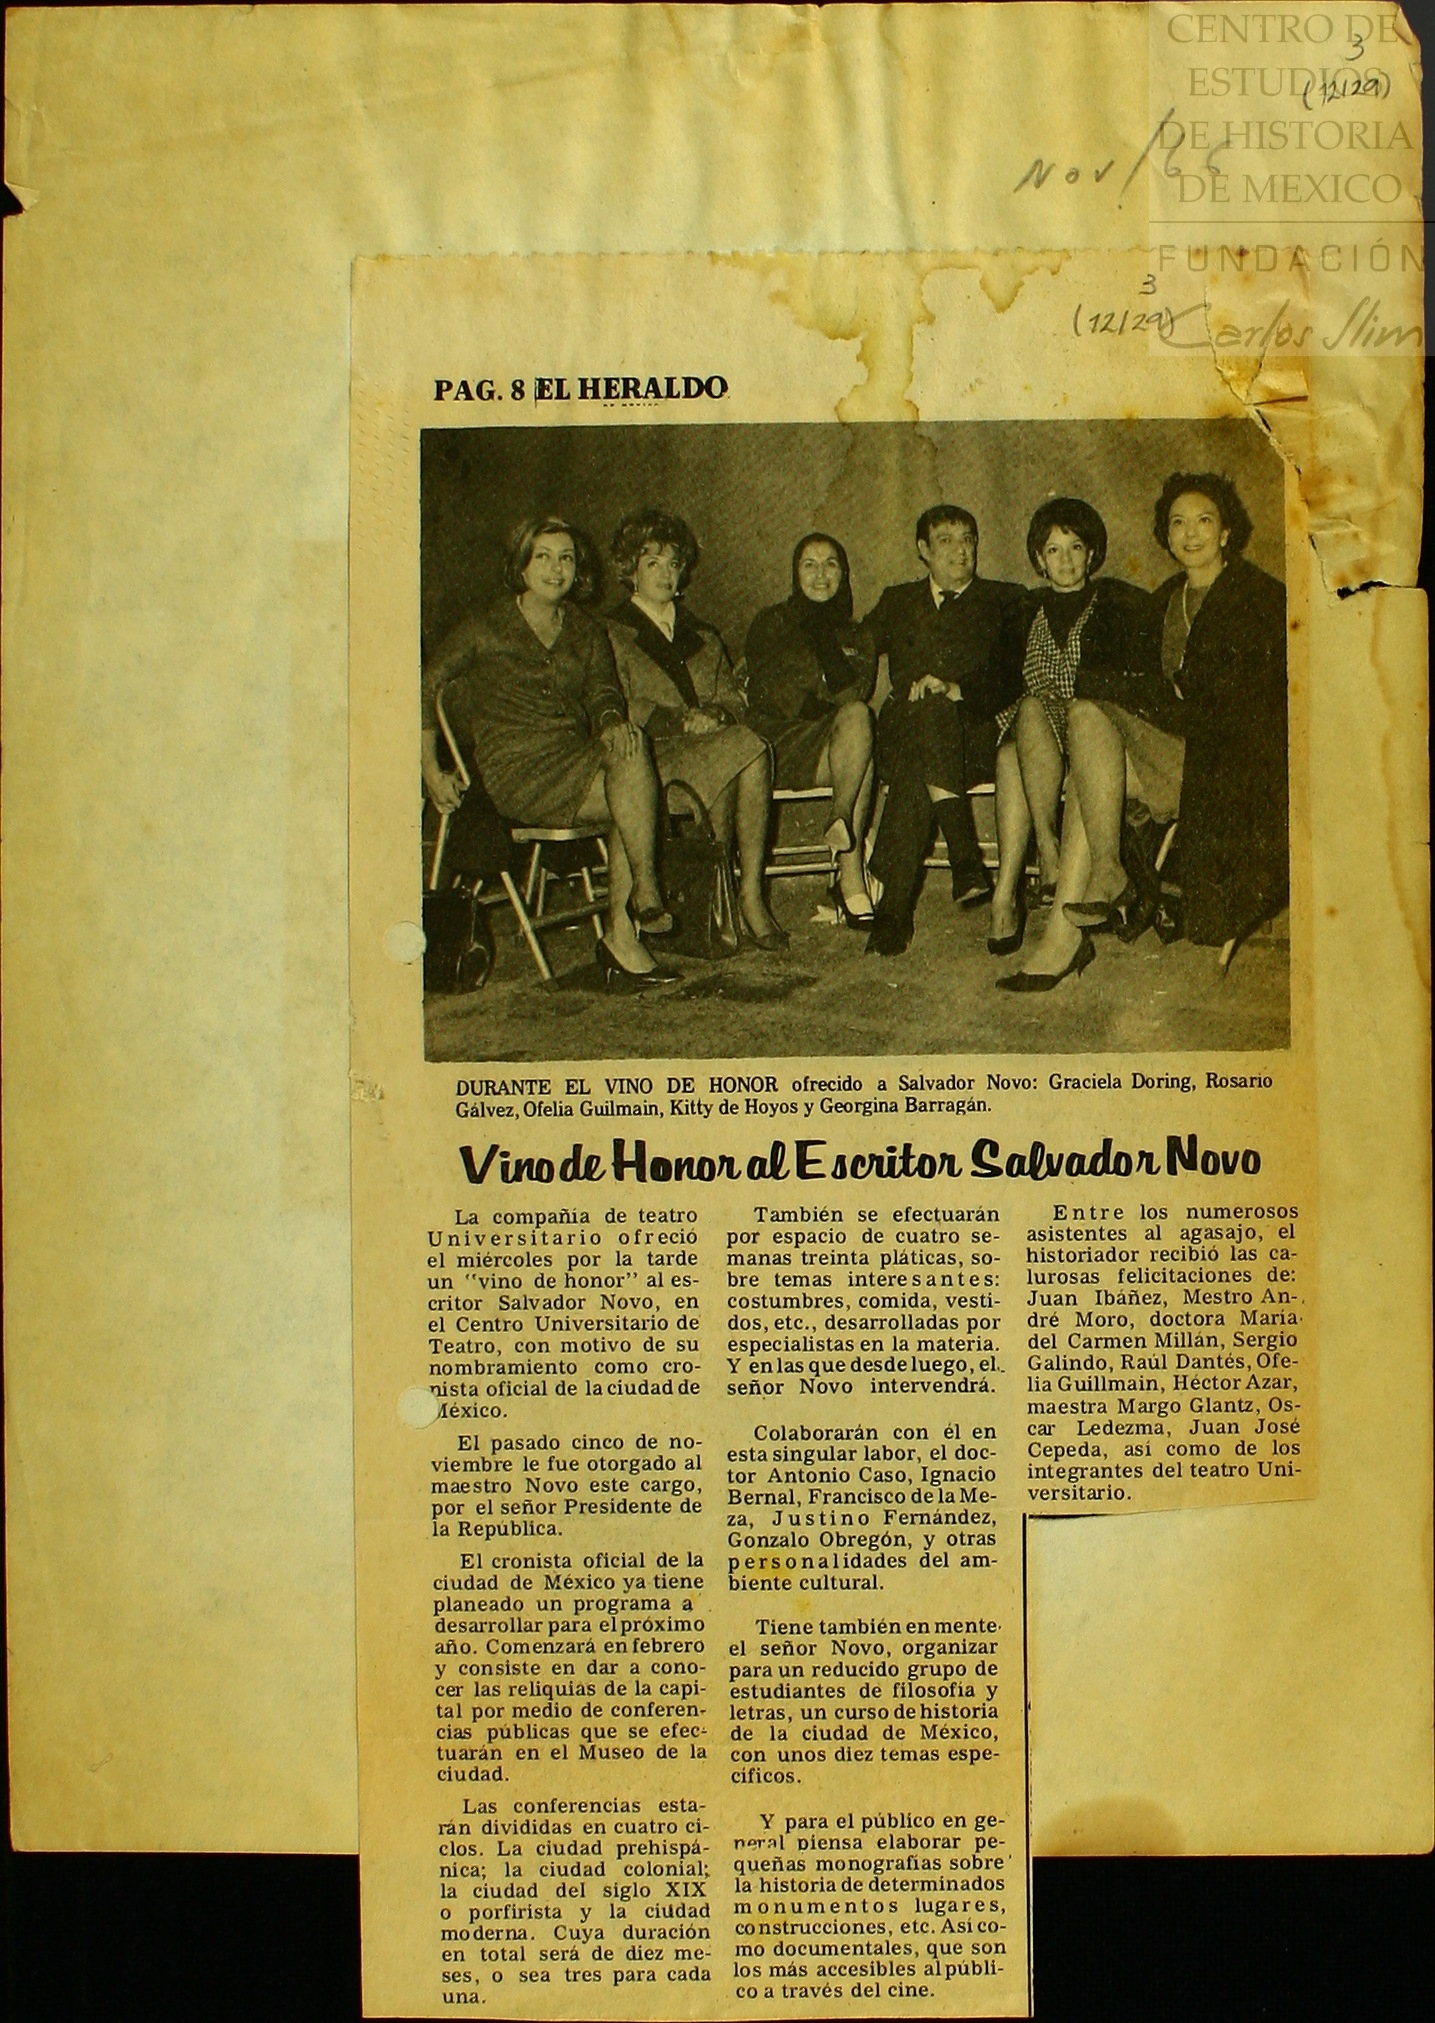 CENTRO DE
ESTUDIOS
DE HISTORIA
DE MEXICO
FUNDACIÓN
Carlos Slim
3
(12/29)
Nov/66
3
(12/29)
PAG. 8 EL HERALDO
DURANTE EL VINO DE HONOR ofrecido a Salvador Novo: Graciela Doring, Rosario
Gálvez, Ofelia Guilmain, Kitty de Hoyos y Georgina Barragán.
Vino de Honor al Escritor Salvador Novo
La compañía de teatro
Universitario ofreció
el miércoles por la tarde
un "vino de honor" al es-
critor Salvador Novo, en
el Centro Universitario de
Teatro, con motivo de su
nombramiento como cro-
nista oficial de la ciudad de
México.
El pasado cinco de no-
viembre le fue otorgado al
maestro Novo este cargo,
por el señor Presidente de
la República.
El cronista oficial de la
ciudad de México ya tiene
planeado un programa a
desarrollar para el próximo
año. Comenzará en febrero
y consiste en dar a cono-
cer las reliquias de la capi-
tal por medio de conferen-
cias públicas que se efec-
tuarán en el Museo de la
ciudad.
Las conferencias esta-
rán divididas en cuatro ci-
clos. La ciudad prehispá-
nica; la ciudad colonial;
la ciudad del siglo XIX
o porfirista y la ciudad
moderna. Cuya duración
en total será de diez me-
ses, o sea tres para cada
una.
También se efectuarán
por espacio de cuatro se-
manas treinta pláticas, so-
bre temas interesantes:
costumbres, comida, vesti-
dos, etc., desarrolladas por
especialistas en la materia.
Y en las que desde luego, el
señor Novo intervendrá.
Colaborarán con él en
esta singular labor, el doc-
tor Antonio Caso, Ignacio
Bernal, Francisco de la Me-
za, Justino Fernández,
Gonzalo Obregón, y otras
personalidades del am-
biente cultural.
Tiene también en mente
el señor Novo, organizar
para un reducido grupo de
estudiantes de filosofía y
letras, un curso de historia
de la ciudad de México,
con unos diez temas espe-
cíficos.
Y para el público en ge-
neral piensa elaborar pe-
queñas monografías sobre
la historia de determinados
monumentos lugares,
construcciones, etc. Así co-
mo documentales, que son
los más accesibles al públi-
co a través del cine.
Entre los numerosos
asistentes al agasajo, el
historiador recibió las ca-
lurosas felicitaciones de:
Juan Ibáñez, Mestro An-
dré Moro, doctora María
del Carmen Millán, Sergio
Galindo, Raúl Dantés, Ofe-
lia Guillmain, Héctor Azar,
maestra Margo Glantz, Os-
car Ledezma, Juan José
Cepeda, así como de los
integrantes del teatro Uni-
versitario.